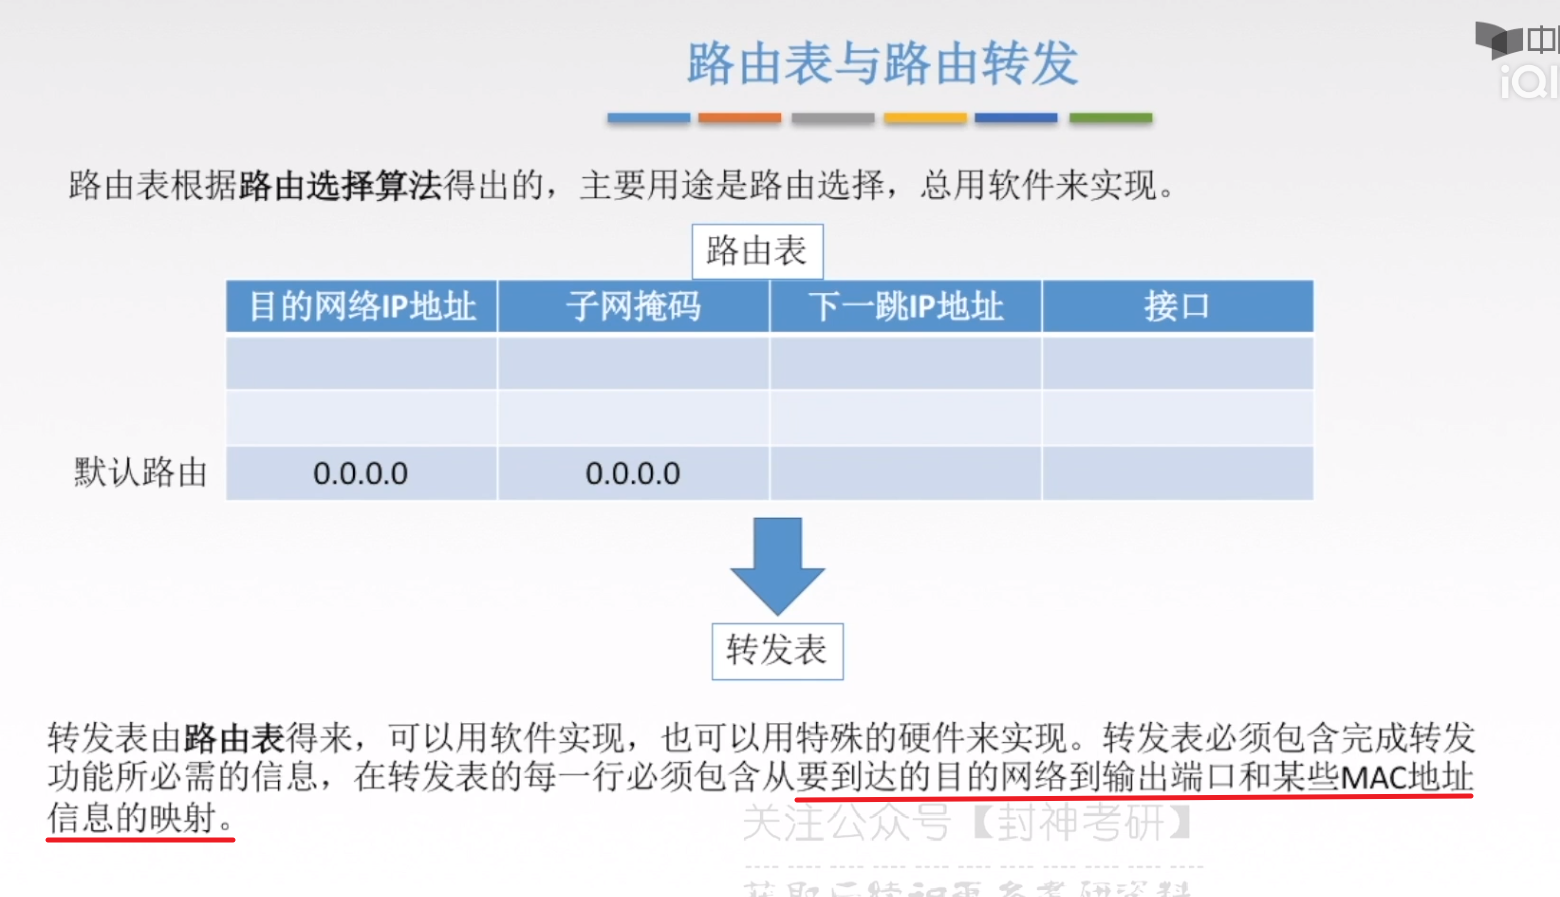 路由表与路由转发
中
iQI
路由表根据路由选择算法得出的，主要用途是路由选择，总用软件来实现。
路由表
目的网络IP地址 子网掩码 下一跳IP地址 接口
默认路由 0.0.0.0 0.0.0.0
转发表
转发表由路由表得来，可以用软件实现，也可以用特殊的硬件来实现。转发表必须包含完成转发
功能所必需的信息，在转发表的每一行必须包含从要到达的目的网络到输出端口和某些MAC地址
信息的映射。
关注公众号【封神考研】